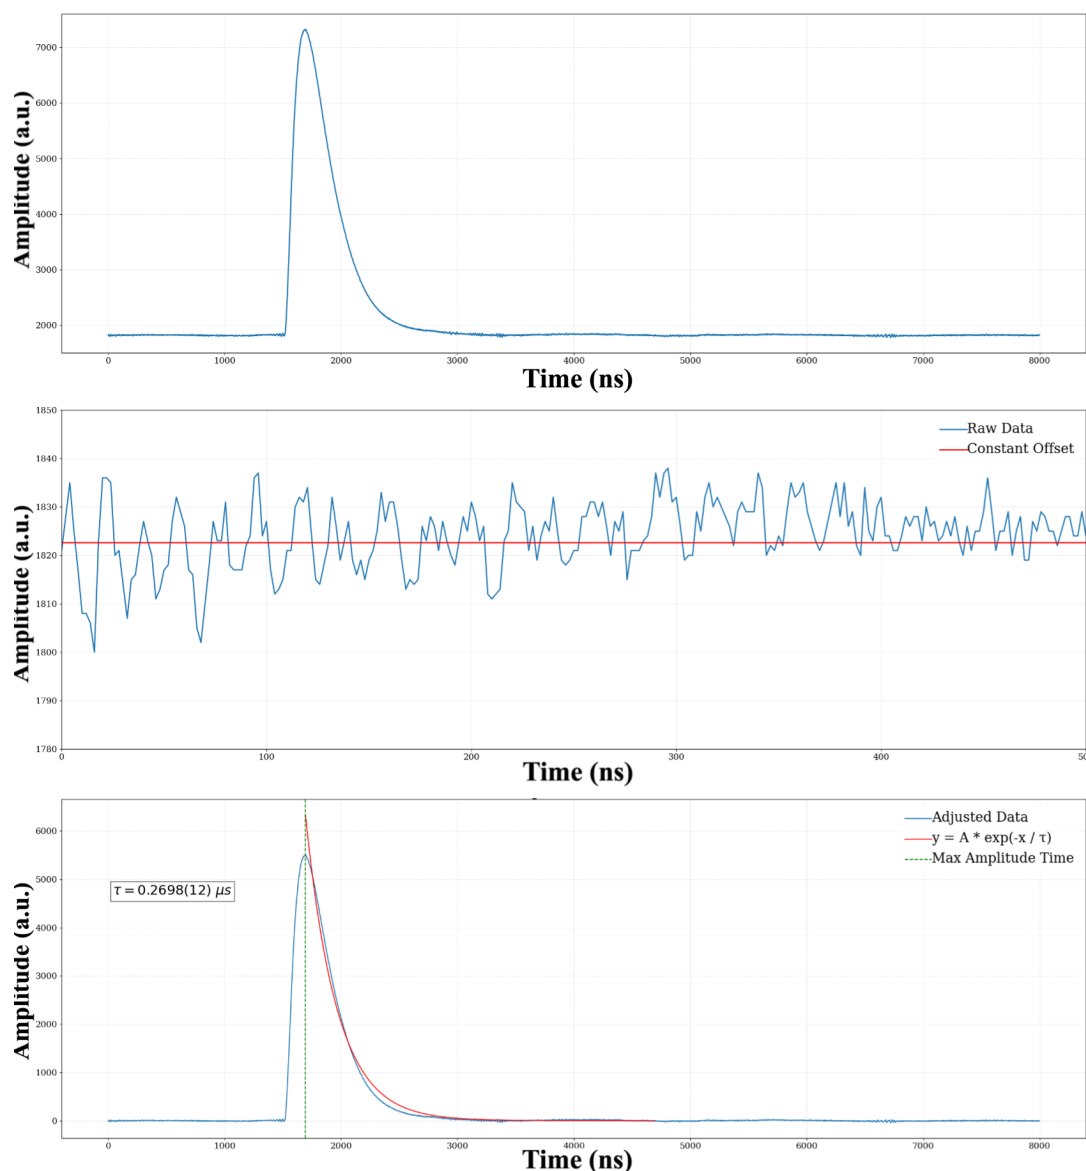 7000
6000
5000
4000
3000
2000
Amplitude (a.u.)
0 1000 2000 3000 4000 5000 6000 7000 8000
Time (ns)
1850
1840
1830
1820
1810
1800
1790
1780
Amplitude (a.u.)
Raw Data
Constant Offset
0 100 200 300 400 50
Time (ns)
6000
5000
4000
3000
2000
1000
0
Amplitude (a.u.)
τ = 0.2698(12) μs
Adjusted Data
y = A * exp(-x / τ)
Max Amplitude Time
0 1000 2000 3000 4000 5000 6000 7000 8000
Time (ns)